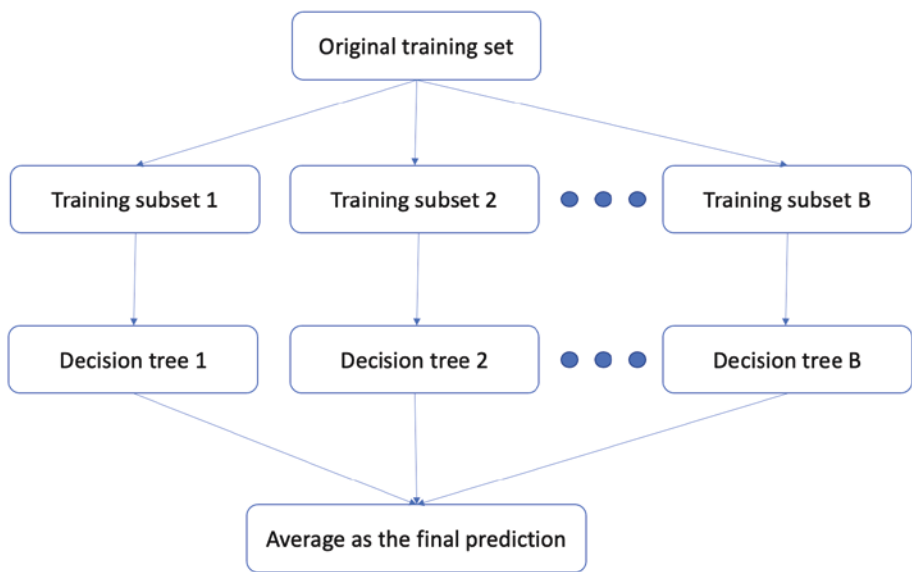 Original training set
Training subset 1
Training subset 2
Training subset B
Decision tree 1
Decision tree 2
Decision tree B
Average as the final prediction